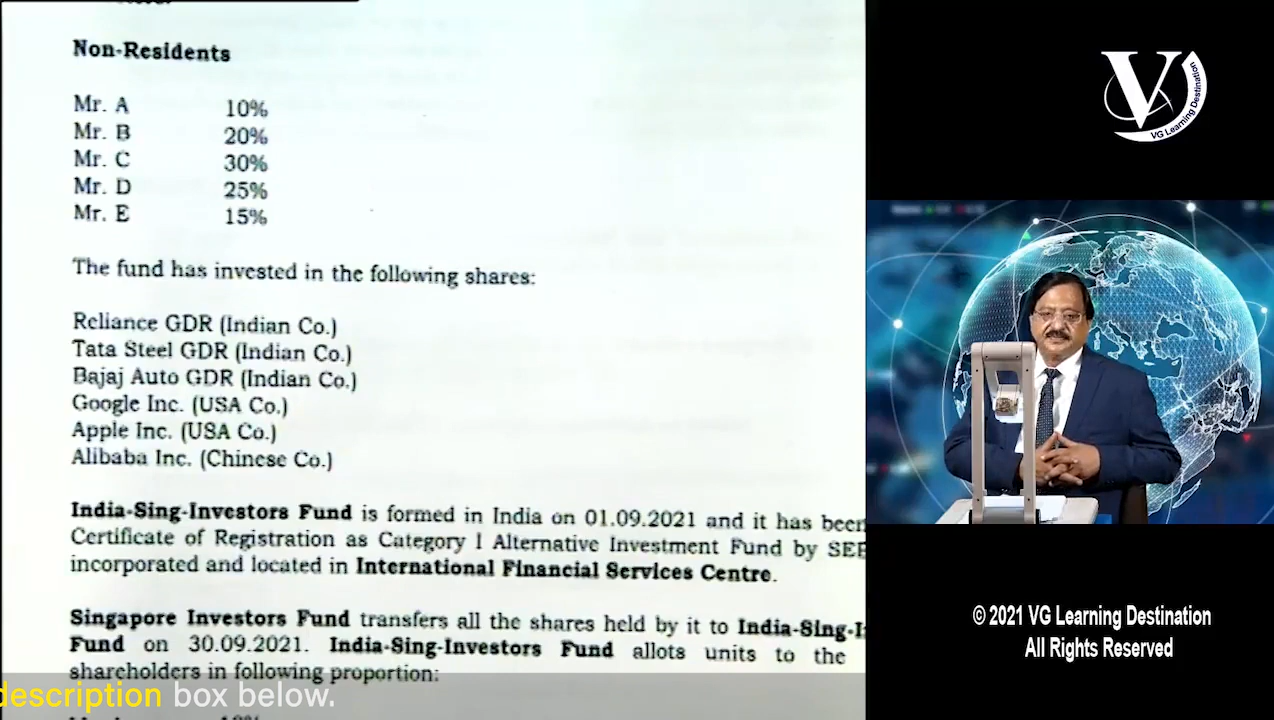 Non-Residents
Mr. A 10%
Mr. B 20%
Mr. C 30%
Mr. D 25%
Mr. E 15%
The fund has invested in the following shares:
Reliance GDR (Indian Co.)
Tata Steel GDR (Indian Co.)
Bajaj Auto GDR (Indian Co.)
Google Inc. (USA Co.)
Apple Inc. (USA Co.)
Alibaba Inc. (Chinese Co.)
India-Sing-Investors Fund is formed in India on 01.09.2021 and it has been
Certificate of Registration as Category I Alternative Investment Fund by
incorporated and located in International Financial Services Centre.
Singapore Investors Fund transfers all the shares held by it to India-Sing-
Fund on 30.09.2021. India-Sing-Investors Fund allots units to the
shareholders in following proportion:
description box below.
V
VG Learning Destination
© 2021 VG Learning Destination
All Rights Reserved